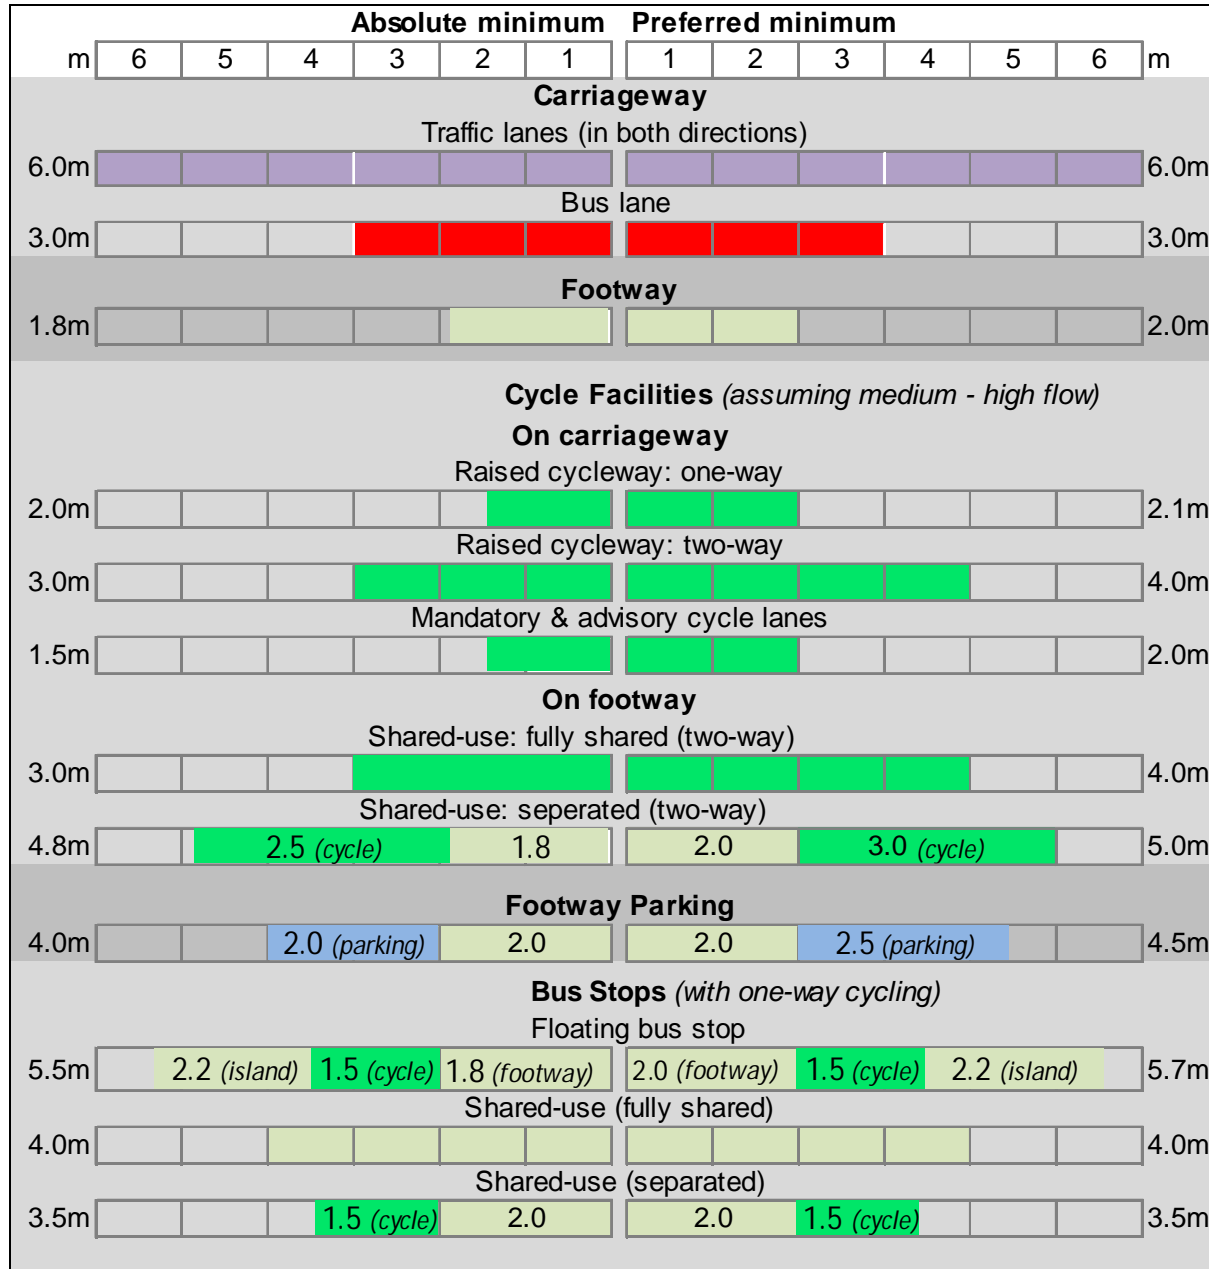 Absolute minimum Preferred minimum
m 6 5 4 3 2 1 1 2 3 4 5 6 m
Carriageway
Traffic lanes (in both directions)
6.0m 6.0m
Bus lane
3.0m 3.0m
Footway
1.8m 2.0m
Cycle Facilities (assuming medium - high flow)
On carriageway
Raised cycleway: one-way
2.0m 2.1m
Raised cycleway: two-way
3.0m 4.0m
Mandatory & advisory cycle lanes
1.5m 2.0m
On footway
Shared-use: fully shared (two-way)
3.0m 4.0m
Shared-use: seperated (two-way)
4.8m 2.5 (cycle) 1.8 2.0 3.0 (cycle) 5.0m
Footway Parking
4.0m 2.0 (parking) 2.0 2.0 2.5 (parking) 4.5m
Bus Stops (with one-way cycling)
Floating bus stop
5.5m 2.2 (island) 1.5 (cycle) 1.8 (footway) 2.0 (footway) 1.5 (cycle) 2.2 (island) 5.7m
Shared-use (fully shared)
4.0m 4.0m
Shared-use (separated)
3.5m 1.5 (cycle) 2.0 2.0 1.5 (cycle) 3.5m